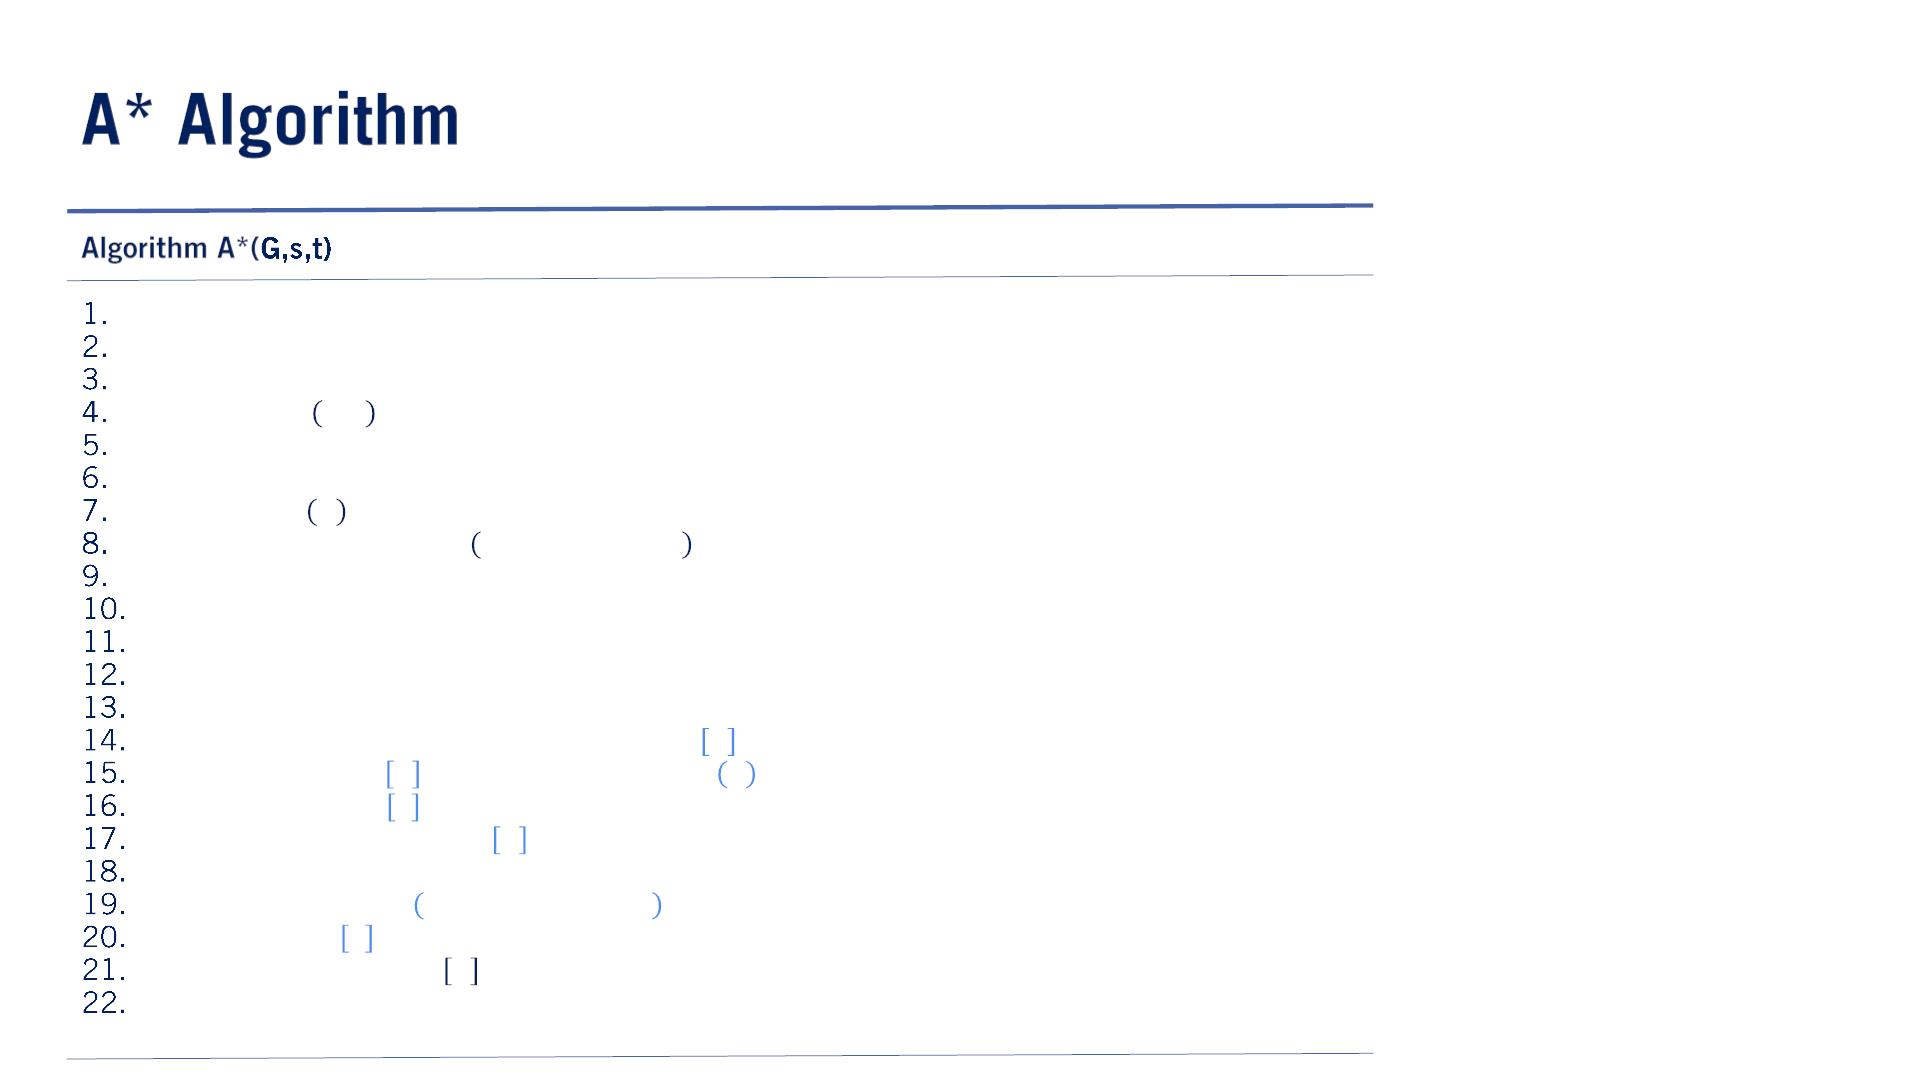 A* Algorithm
Algorithm A*(G,s,t)
1.
2.
3.
4. ( )
5.
6.
7. ( )
8. ( )
9.
10.
11.
12.
13.
14. [ ]
15. [ ] ( )
16. [ ]
17. [ ]
18.
19. ( )
20. [ ]
21. [ ]
22.